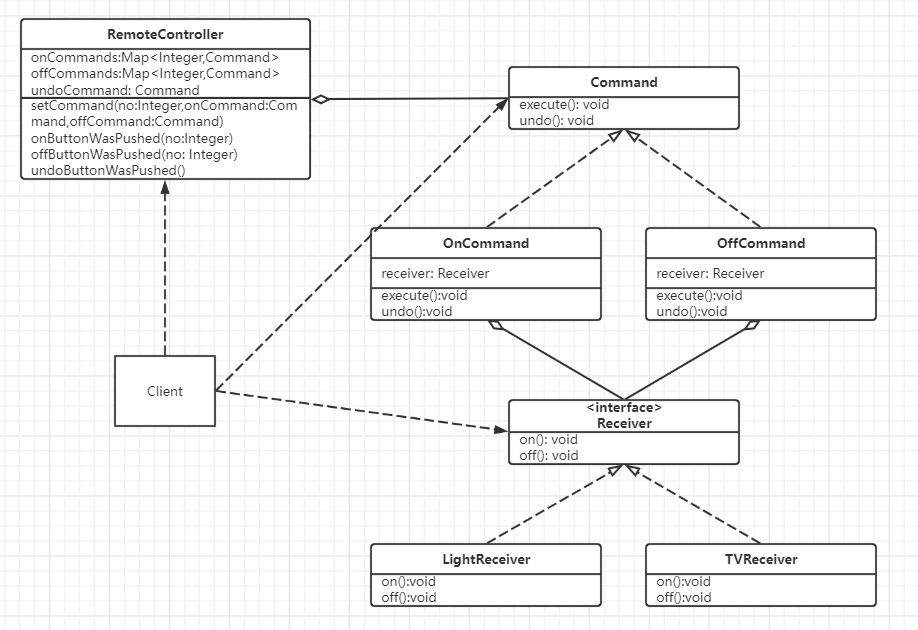 RemoteController
onCommands:Map<Integer,Command>
offCommands:Map<Integer,Command>
undoCommand: Command
setCommand(no:Integer,onCommand:Com
mand,offCommand:Command)
onButtonWasPushed(no:Integer)
offButtonWasPushed(no: Integer)
undoButtonWasPushed()
Command
execute(): void
undo(): void
OnCommand
receiver: Receiver
execute():void
undo():void
OffCommand
receiver: Receiver
execute():void
undo():void
Client
<interface>
Receiver
on(): void
off(): void
LightReceiver
on():void
off():void
TVReceiver
on():void
off():void